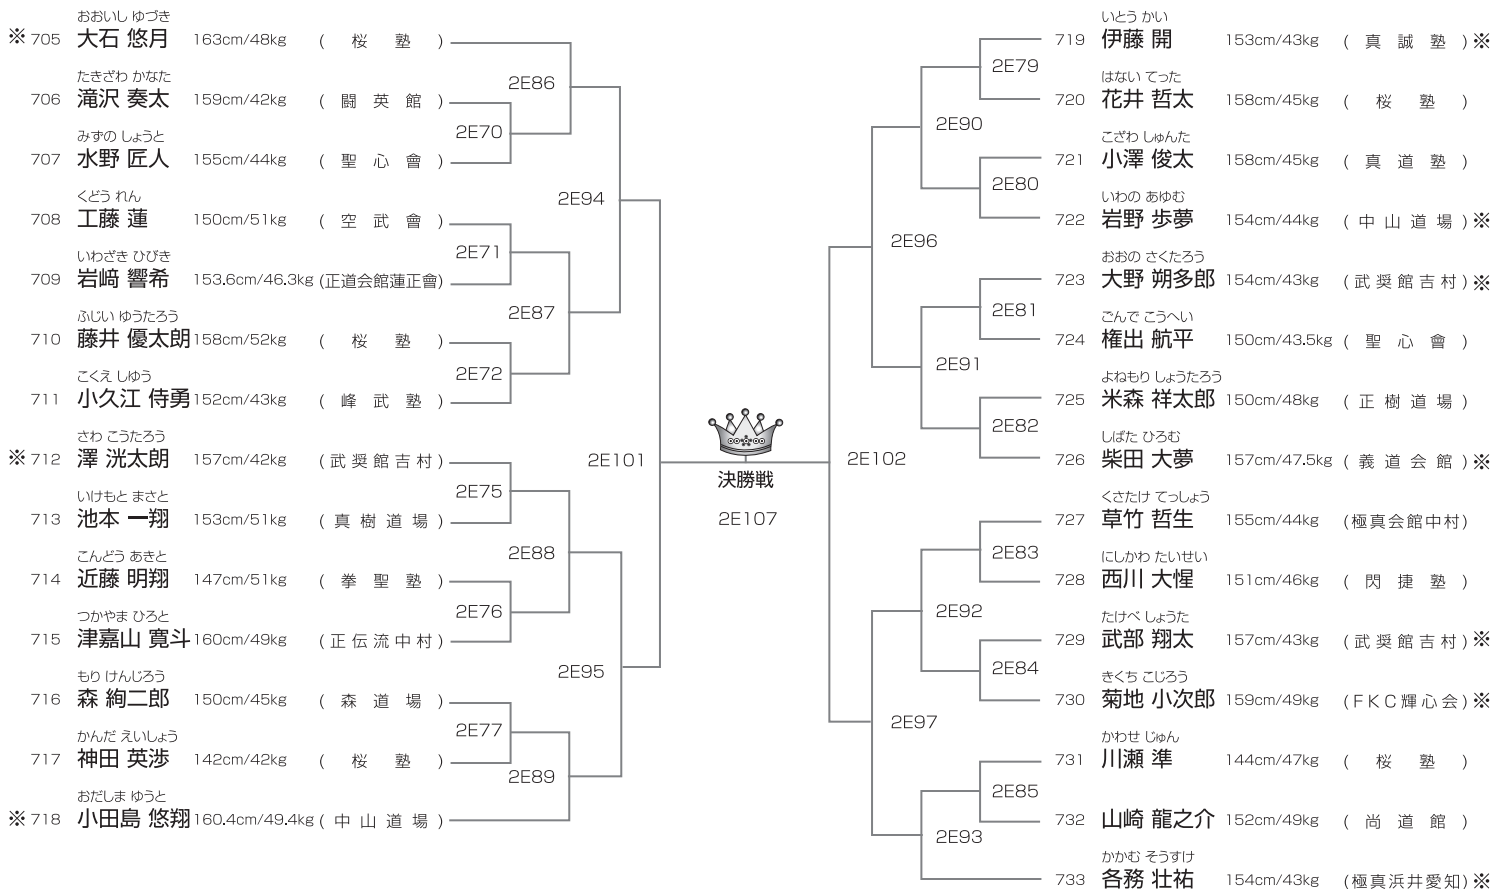 おおいし ゆづき
※ 705 大石 悠月 163cm/48kg ( 桜 塾 )
たきざわ かなた
706 滝沢 奏太 159cm/42kg ( 闘 英 館 )
みずの しょうと
707 水野 匠人 155cm/44kg ( 聖 心 會 )
くどう れん
708 工藤 蓮 150cm/51kg ( 空 武 會 )
いわざき ひびき
709 岩﨑 響希 153.6cm/46.3kg (正道会館蓮正會)
ふじい ゆうたろう
710 藤井 優太朗 158cm/52kg ( 桜 塾 )
こくえ しゆう
711 小久江 侍勇 152cm/43kg ( 峰 武 塾 )
さわ こうたろう
※ 712 澤 洸太朗 157cm/42kg (武奨館吉村)
いけもと まさと
713 池本 一翔 153cm/51kg ( 真 樹 道 場 )
こんどう あきと
714 近藤 明翔 147cm/51kg ( 拳 聖 塾 )
つかやま ひろと
715 津嘉山 寛斗 160cm/49kg (正伝流中村)
もり けんじろう
716 森 絢二郎 150cm/45kg ( 森 道 場 )
かんだ えいしょう
717 神田 英渉 142cm/42kg ( 桜 塾 )
おだしま ゆうと
※ 718 小田島 悠翔 160.4cm/49.4kg ( 中 山 道 場 )
2E86
2E70
2E94
2E71
2E87
2E72
2E101
2E75
2E88
2E76
2E95
2E77
2E89
決勝戦
2E107
2E79
2E90
2E80
2E96
2E81
2E91
2E82
2E102
2E83
2E92
2E84
2E97
2E85
2E93
いとう かい
719 伊藤 開 153cm/43kg ( 真 誠 塾 ) ※
はない てった
720 花井 哲太 158cm/45kg ( 桜 塾 )
こざわ しゅんた
721 小澤 俊太 158cm/45kg ( 真 道 塾 )
いわの あゆむ
722 岩野 歩夢 154cm/44kg ( 中 山 道 場 ) ※
おおの さくたろう
723 大野 朔多郎 154cm/43kg (武奨館吉村) ※
ごんで こうへい
724 権出 航平 150cm/43.5kg ( 聖 心 會 )
よねもり しょうたろう
725 米森 祥太郎 150cm/48kg ( 正 樹 道 場 )
しばた ひろむ
726 柴田 大夢 157cm/47.5kg ( 義 道 会 館 ) ※
くさたけ てっしょう
727 草竹 哲生 155cm/44kg (極真会館中村)
にしかわ たいせい
728 西川 大惺 151cm/46kg ( 閃 捷 塾 )
たけべ しょうた
729 武部 翔太 157cm/43kg (武奨館吉村) ※
きくち こじろう
730 菊地 小次郎 159cm/49kg (FKC輝心会) ※
かわせ じゅん
731 川瀬 準 144cm/47kg ( 桜 塾 )
732 山崎 龍之介 152cm/49kg ( 尚 道 館 )
かかむ そうすけ
733 各務 壮祐 154cm/43kg (極真浜井愛知) ※